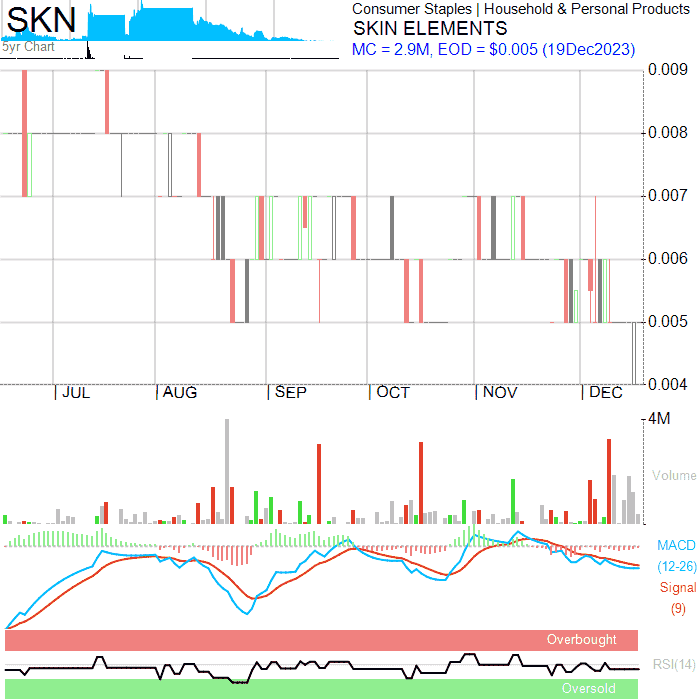 SKN
5yr Chart
Consumer Staples | Household & Personal Products
SKIN ELEMENTS
MC = 2.9M, EOD = $0.005 (19Dec2023)
0.009
0.008
0.007
0.006
0.005
0.004
| JUL | AUG | SEP | OCT | NOV | DEC
4M
Volume
MACD
(12-26)
Signal
(9)
Overbought
RSI(14)
Oversold